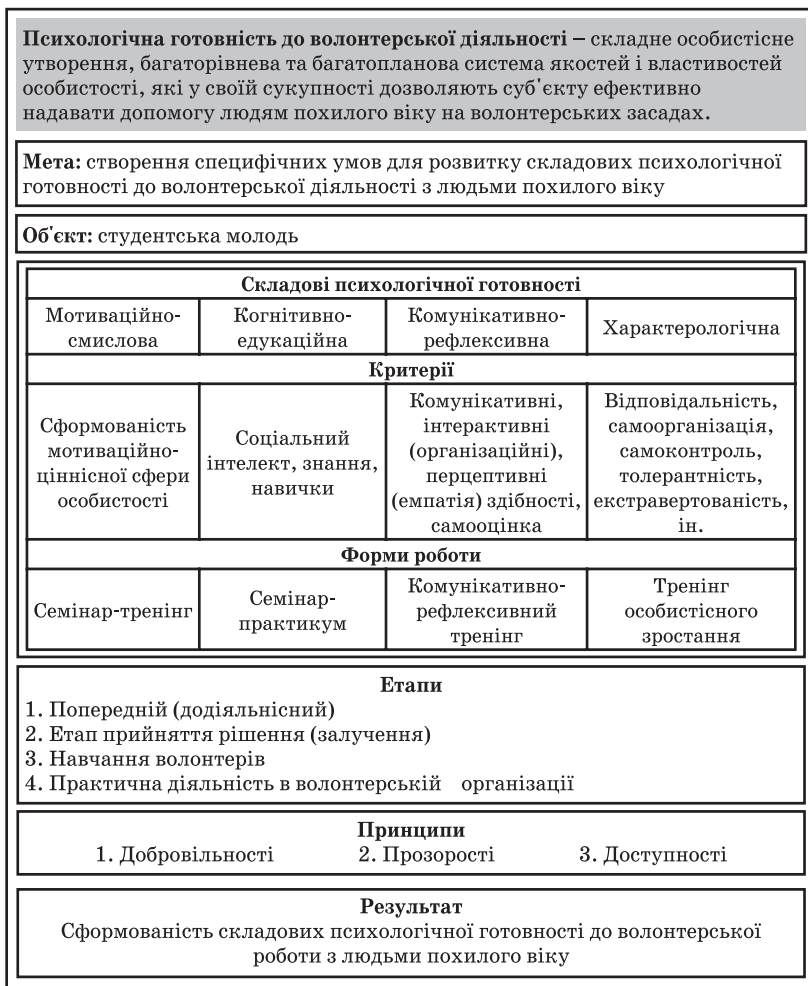 Психологічна готовність до волонтерської діяльності – складне особистісне
утворення, багаторівнева та багатопланова система якостей і властивостей
особистості, які у своїй сукупності дозволяють суб'єкту ефективно
надавати допомогу людям похилого віку на волонтерських засадах.
Мета: створення специфічних умов для розвитку складових психологічної
готовності до волонтерської діяльності з людьми похилого віку
Об'єкт: студентська молодь
Складові психологічної готовності
Мотиваційно-
смислова
Когнітивно-
едукаційна
Комунікативно-
рефлексивна
Характерологічна
Критерії
Сформованість
мотиваційно-
ціннісної сфери
особистості
Соціальний
інтелект, знання,
навички
Комунікативні,
інтерактивні
(організаційні),
перцептивні
(емпатія) здібності,
самооцінка
Відповідальність,
самоорганізація,
самоконтроль,
толерантність,
екстравертованість,
ін.
Форми роботи
Семінар-тренінг
Семінар-
практикум
Комунікативно-
рефлексивний
тренінг
Тренінг
особистісного
зростання
Етапи
1. Попередній (додіяльнісний)
2. Етап прийняття рішення (залучення)
3. Навчання волонтерів
4. Практична діяльність в волонтерській організації
Принципи
1. Добровільності 2. Прозорості 3. Доступності
Результат
Сформованість складових психологічної готовності до волонтерської
роботи з людьми похилого віку